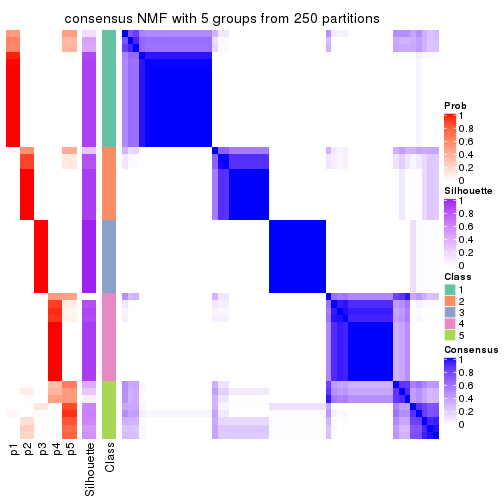 consensus NMF with 5 groups from 250 partitions
Prob
1
0.8
0.6
0.4
0.2
0
Silhouette
1
0.8
0.6
0.4
0.2
0
Class
1
2
3
4
5
Consensus
1
0.8
0.6
0.4
0.2
0
p1
p2
p3
p4
p5
Silhouette
Class